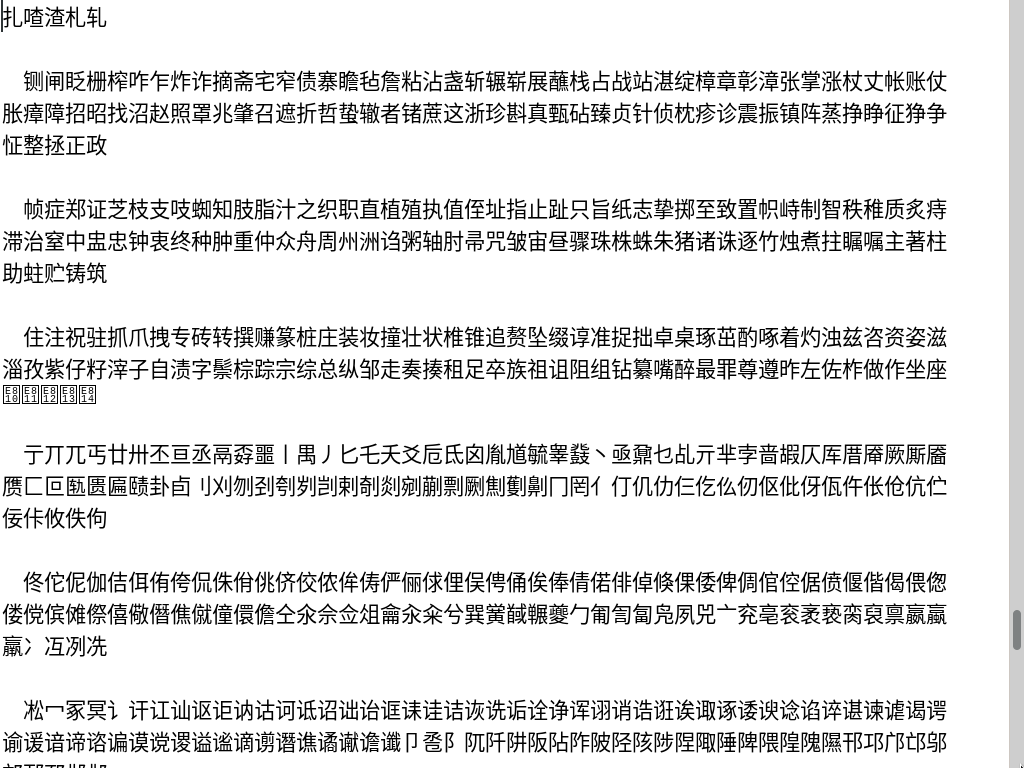 扎喳渣札轧
铡闸眨栅榨咋乍炸诈摘斋宅窄债寨瞻毡詹粘沾盏斩辗崭展蘸栈占战站湛绽樟章彰漳张掌涨杖丈帐账仗
胀瘴障招昭找沼赵照罩兆肇召遮折哲蛰辙者锗蔗这浙珍斟真甄砧臻贞针侦枕疹诊震振镇阵蒸挣睁征狰争
怔整拯正政
帧症郑证芝枝支吱蜘知肢脂汁之织职直植殖执值侄址指止趾只旨纸志挚掷至致置帜峙制智秩稚质炙痔
滞治窒中盅忠钟衷终种肿重仲众舟周州洲诌粥轴肘帚咒皱宙昼骤珠株蛛朱猪诸诛逐竹烛煮拄瞩嘱主著柱
助蛀贮铸筑
住注祝驻抓爪拽专砖转撰赚篆桩庄装妆撞壮状椎锥追赘坠缀谆准捉拙卓桌琢茁酌啄着灼浊兹咨资姿滋
淄孜紫仔籽滓子自渍字鬃棕踪宗综总纵邹走奏揍租足卒族祖诅阻组钻纂嘴醉最罪尊遵昨左佐柞做作坐座

亍丌兀丐廿卅丕亘丞鬲孬噩丨禺丿匕乇夭爻卮氐囟胤馗毓睾鼗丶亟鼐乜乩亓芈孛啬嘏仄厍厝厣厥厮靥
赝匚叵匦匮匾赜卦卣刂刈刎刭刳刿剀剌剞剡剜蒯剽劂劁劐劓冂罔亻仃仉仂仨仡仫仞伛仳伢佤仵伥伧伉伫
佞佧攸佚佝
佟佗伲伽佶佴侑侉侃侏佾佻侪佼侬侔俦俨俪俅俚俣俜俑俟俸倩偌俳倬倏倮倭俾倜倌倥倨偾偃偕偈偎偬
偻傥傧傩傺僖儆僭僬僦僮儇儋仝氽佘佥俎龠汆籴兮巽黉馘冁夔勹匍訇匐凫夙兕亠兖亳衮袤亵脔裒禀嬴蠃
羸冫冱冽冼
凇冖冢冥讠讦讧讪讴讵讷诂诃诋诏诎诒诓诔诖诘诙诜诟诠诤诨诩诮诰诳诶诹诼诿谀谂谄谇谌谏谑谒谔
谕谖谙谛谘谝谟谠谡谥谧谪谫谮谯谲谳谵谶卩卺阝阢阡阱阪阽阼陂陉陔陟陧陬陲陴隈隍隗隰邗邛邝邙邬